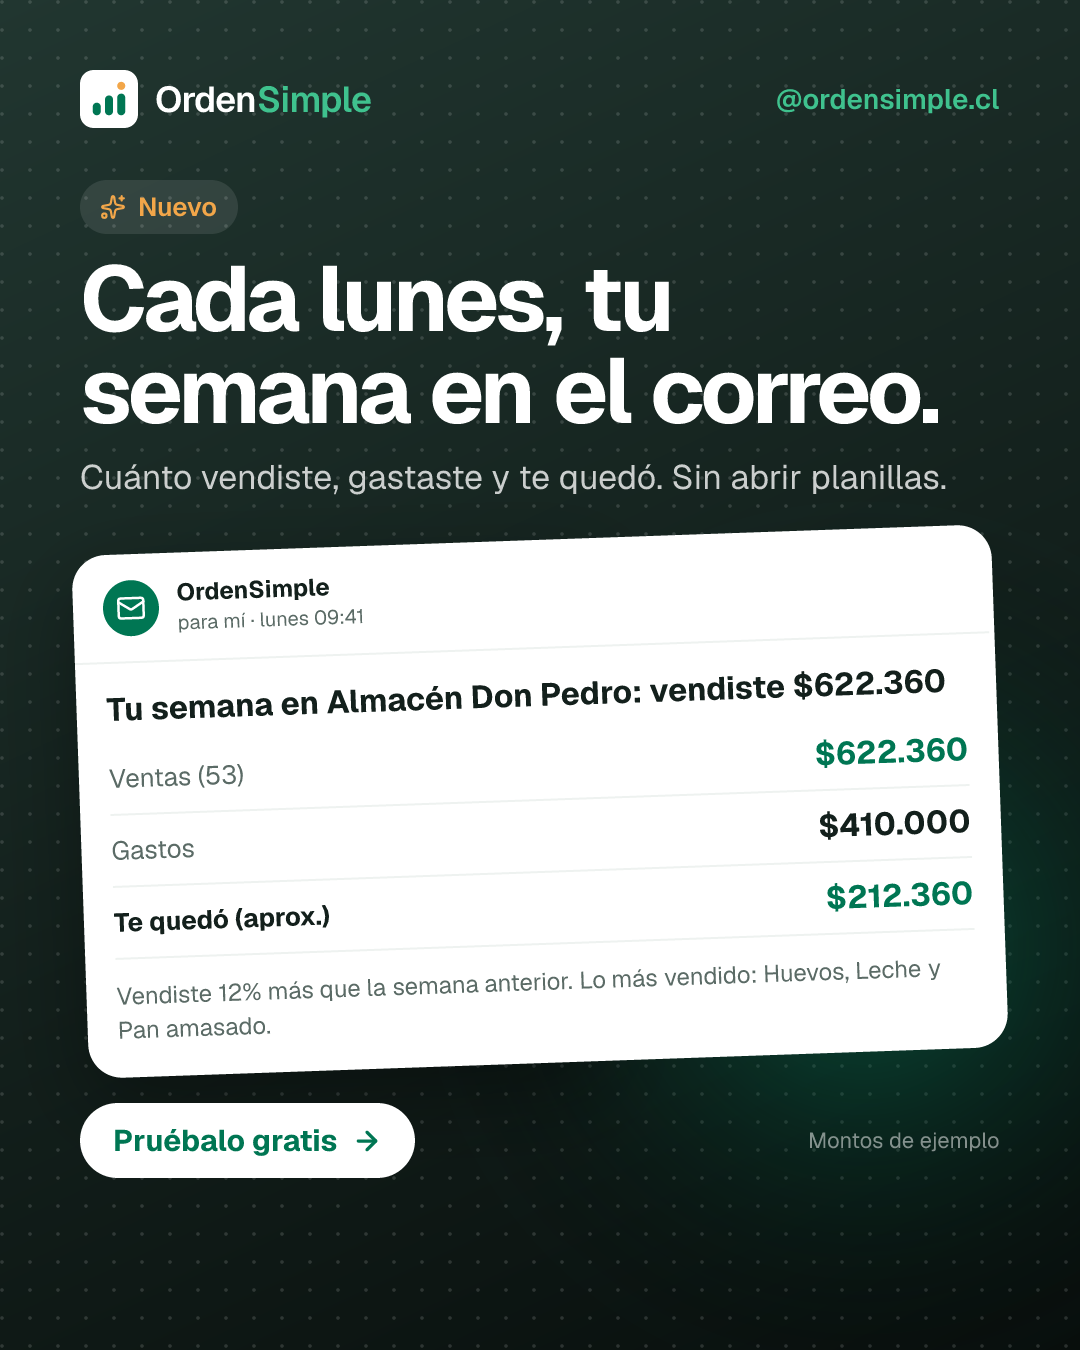 OrdenSimple
@ordensimple.cl
Nuevo
Cada lunes, tu
semana en el correo.
Cuánto vendiste, gastaste y te quedó. Sin abrir planillas.
OrdenSimple
para mí · lunes 09:41
Tu semana en Almacén Don Pedro: vendiste $622.360
Ventas (53) $622.360
Gastos $410.000
Te quedó (aprox.) $212.360
Vendiste 12% más que la semana anterior. Lo más vendido: Huevos, Leche y
Pan amasado.
Pruébalo gratis →
Montos de ejemplo